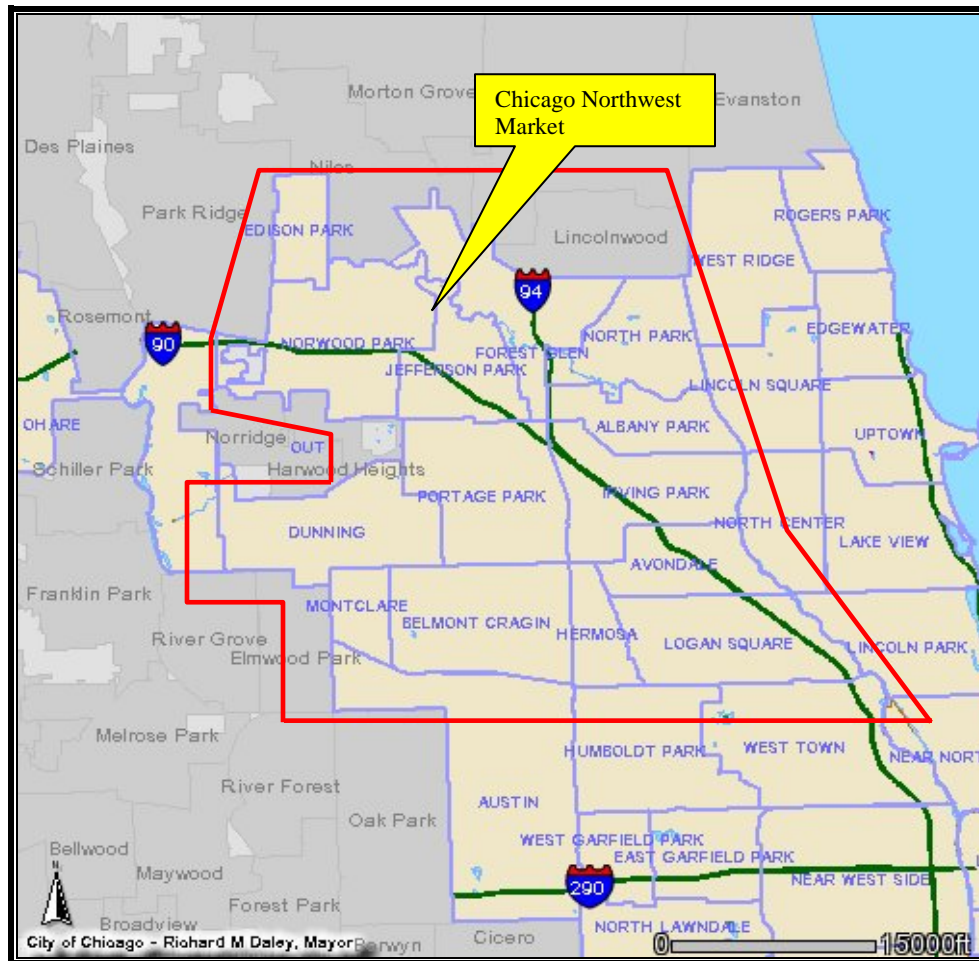 Chicago Northwest
Market
Morton Grove
Evanston
Des Plaines
Niles
Park Ridge
ROGERS PARK
EDISON PARK
Lincolnwood
WEST RIDGE
94
Rosemont
90
NORWOOD PARK
NORTH PARK
EDGEWATER
FOREST GLEN
JEFFERSON PARK
LINCOLN SQUARE
OHARE
Norridge
OUT
ALBANY PARK
UPTOWN
Schiller Park
Harwood Heights
PORTAGE PARK
IRVING PARK
DUNNING
NORTH CENTER
LAKE VIEW
AVONDALE
Franklin Park
MONTCLARE
BELMONT CRAGIN
River Grove
HERMOSA
LOGAN SQUARE
LINCOLN PARK
Elmwood Park
Melrose Park
HUMBOLDT PARK
WEST TOWN
NEAR NORT
River Forest
AUSTIN
Oak Park
WEST GARFIELD PARK
Bellwood
EAST GARFIELD PARK
Maywood
290
NEAR WEST SIDE
N
Forest Park
Broadview
NORTH LAWNDALE
City of Chicago - Richard M Daley, Mayor
Berwyn
Cicero
0
15000ft